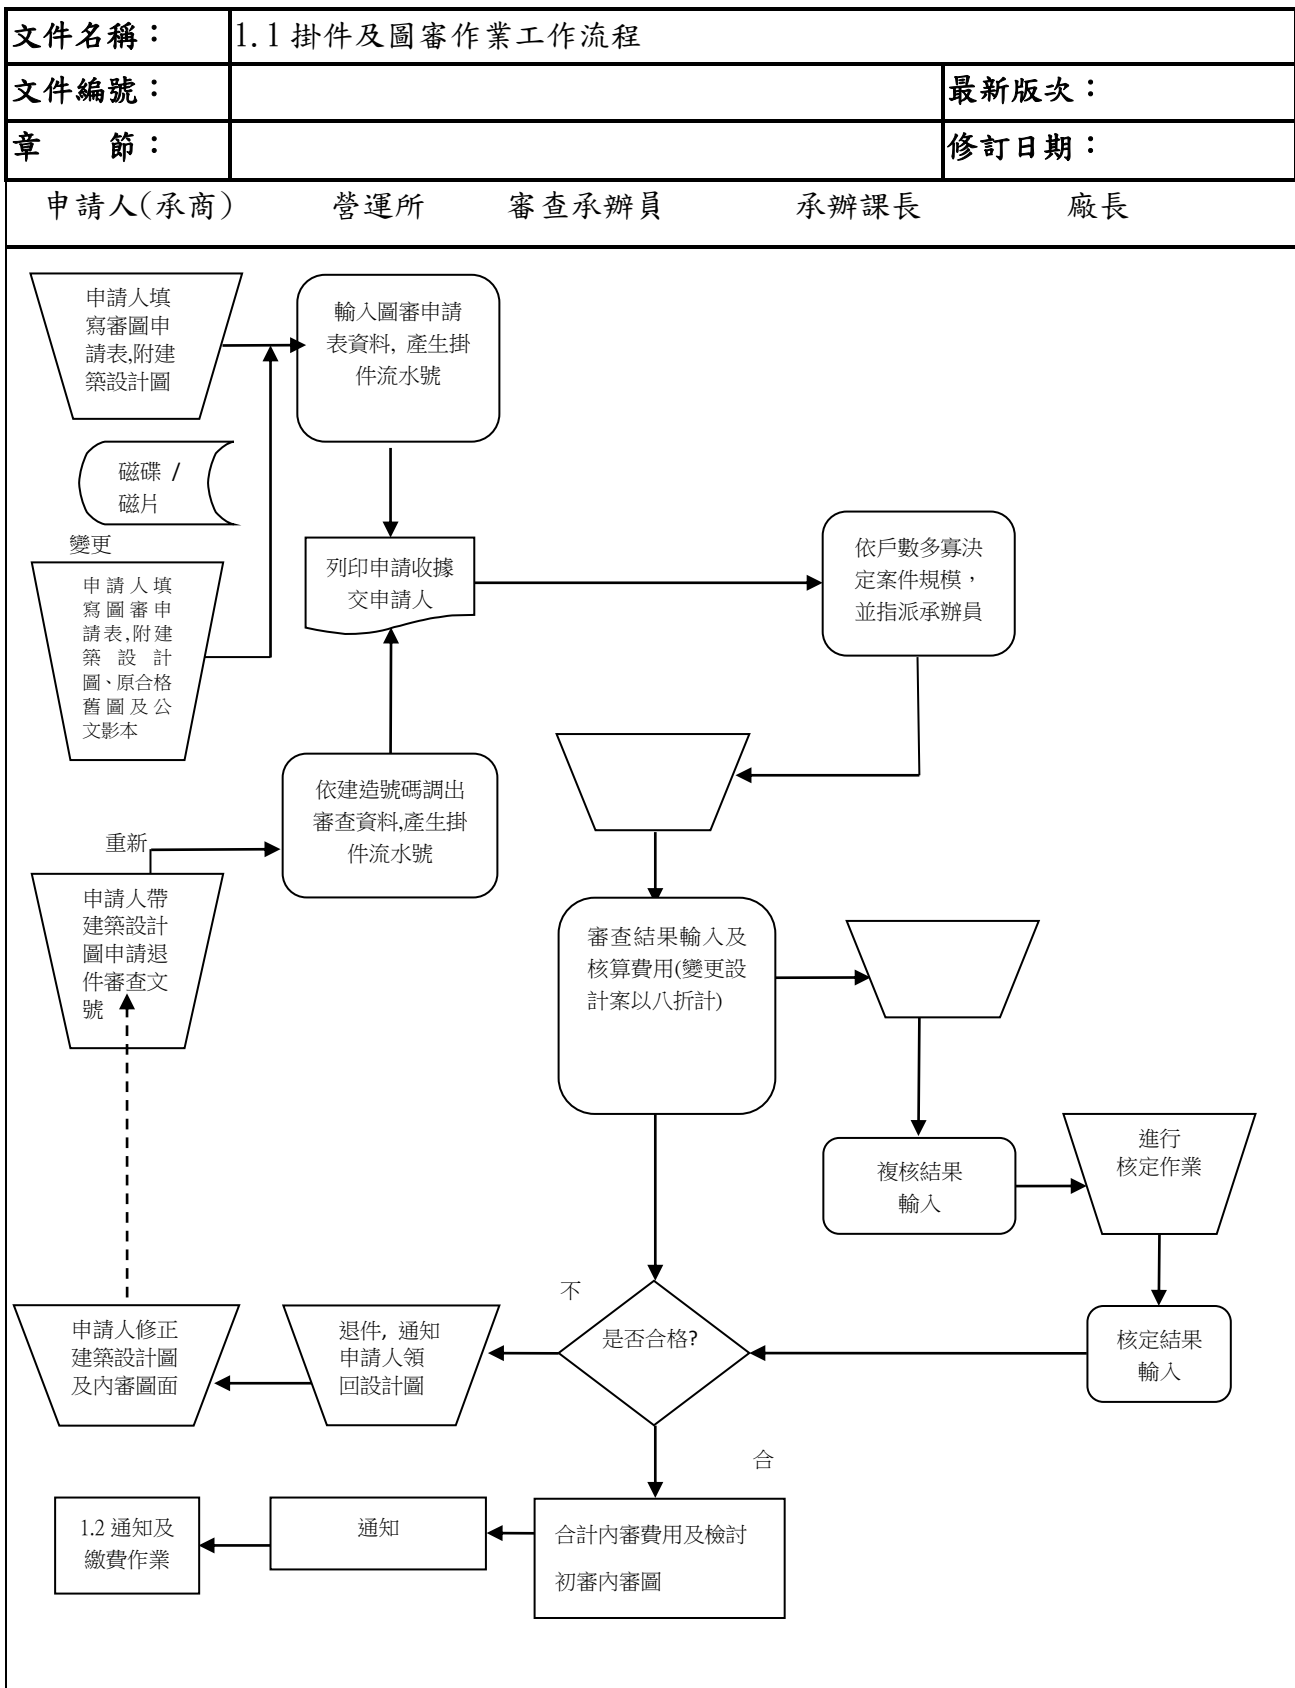 文件名稱：
1.1掛件及圖審作業工作流程
文件編號：
最新版次：
章　　節：
修訂日期：
申請人(承商)
營運所
審查承辦員
承辦課長
廠長
申請人填
寫審圖申
請表,附建
築設計圖
輸入圖審申請
表資料, 產生掛
件流水號
磁碟 /
磁片
變更
申請人填
寫圖審申
請表,附建
築設計
圖、原合格
舊圖及公
文影本
列印申請收據
交申請人
依戶數多寡決
定案件規模，
並指派承辦員
依建造號碼調出
審查資料,產生掛
件流水號
重新
申請人帶
建築設計
圖申請退
件審查文
號
審查結果輸入及
核算費用(變更設
計案以八折計)
複核結果
輸入
進行
核定作業
核定結果
輸入
不
是否合格?
退件, 通知
申請人領
回設計圖
申請人修正
建築設計圖
及內審圖面
合
合計內審費用及檢討
初審內審圖
通知
1.2 通知及
繳費作業